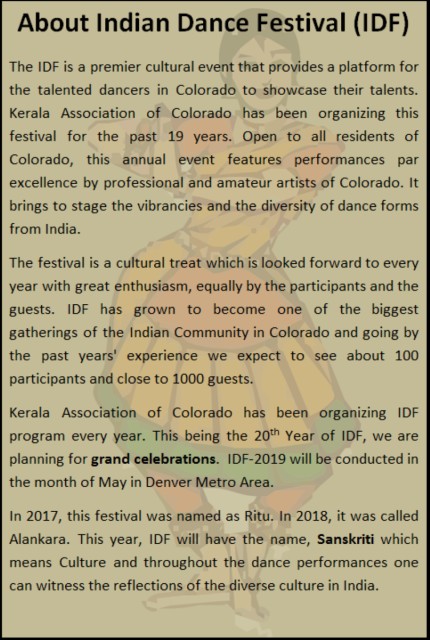 About Indian Dance Festival (IDF)
The IDF is a premier cultural event that provides a platform for
the talented dancers in Colorado to showcase their talents.
Kerala Association of Colorado has been organizing this
festival for the past 19 years. Open to all residents of
Colorado, this annual event features performances par
excellence by professional and amateur artists of Colorado. It
brings to stage the vibrancies and the diversity of dance forms
from India.
The festival is a cultural treat which is looked forward to every
year with great enthusiasm, equally by the participants and the
guests. IDF has grown to become one of the biggest
gatherings of the Indian Community in Colorado and going by
the past years' experience we expect to see about 100
participants and close to 1000 guests.
Kerala Association of Colorado has been organizing IDF
program every year. This being the 20th Year of IDF, we are
planning for grand celebrations. IDF-2019 will be conducted in
the month of May in Denver Metro Area.
In 2017, this festival was named as Ritu. In 2018, it was called
Alankara. This year, IDF will have the name, Sanskriti which
means Culture and throughout the dance performances one
can witness the reflections of the diverse culture in India.